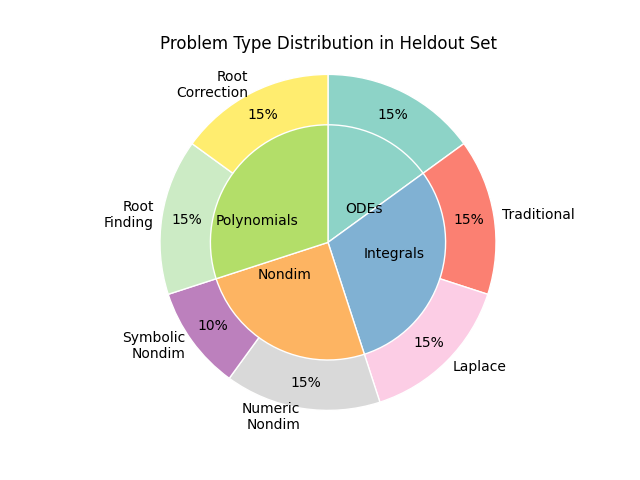 Problem Type Distribution in Heldout Set
Root
Correction
15%
15%
Root
Finding
15%
Polynomials
ODEs
15%
Traditional
Integrals
Nondim
Symbolic
Nondim
10%
15%
Laplace
15%
Numeric
Nondim